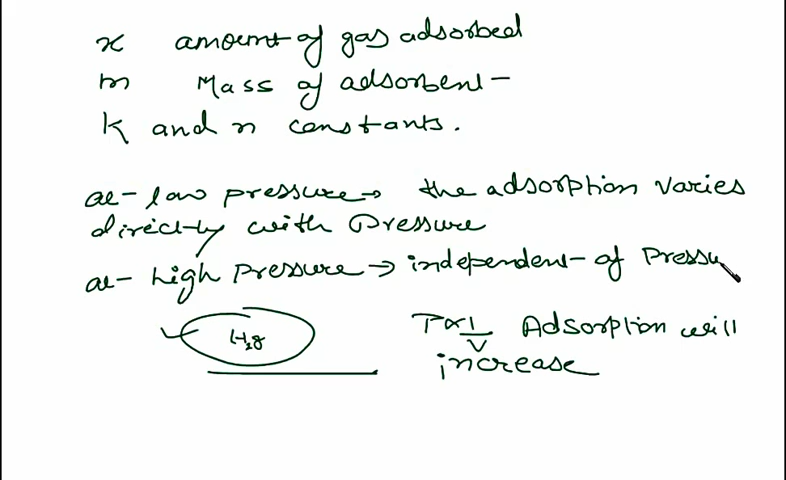 x amount of gas adsorbed
m Mass of adsorbent
k and n constants.
at low pressure → the adsorption varies
directly with Pressure
at high pressure → independent of Pressu
H2g P∝1/V Adsorption will
increase